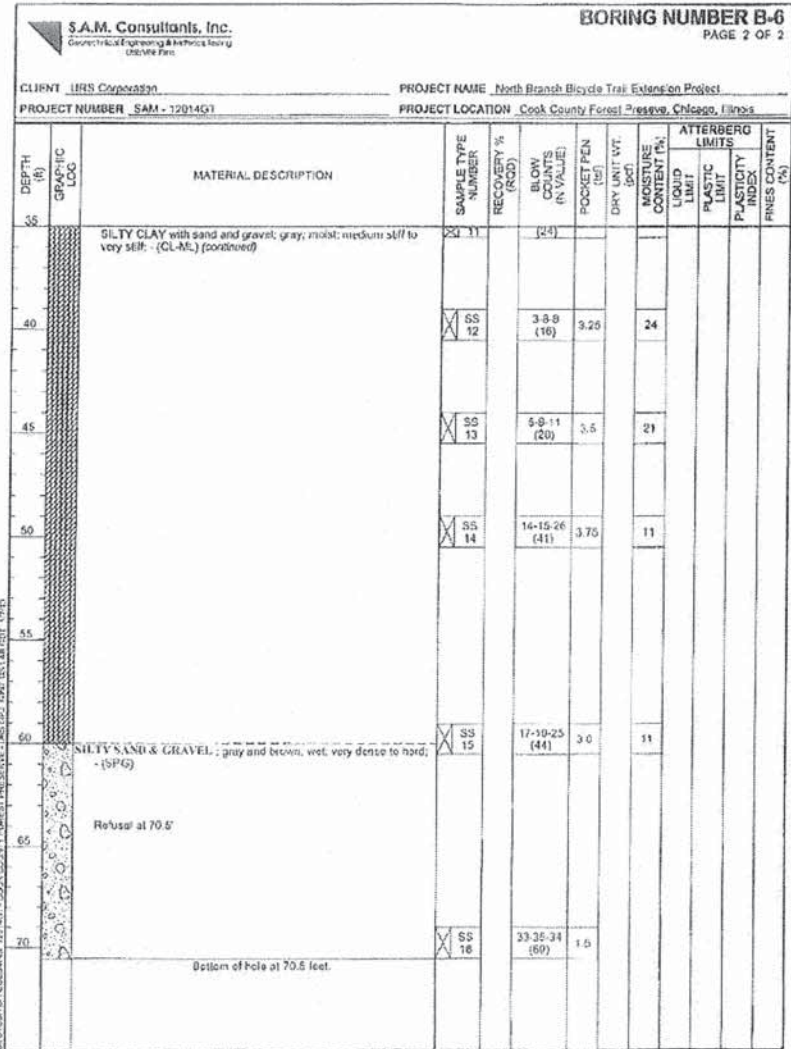 S.A.M. Consultants, Inc.
BORING NUMBER B-6
PAGE 2 OF 2
CLIENT URS Corporation
PROJECT NAME North Branch Bicycle Trail Extension Project
PROJECT NUMBER SAM - 12014G1
PROJECT LOCATION Cook County Forest Preseve, Chicago, Illinois
DEPTH (ft)
GRAPHIC LOG
MATERIAL DESCRIPTION
SAMPLE TYPE NUMBER
RECOVERY % (RQD)
BLOW COUNTS (N VALUE)
POCKET PEN (tsf)
DRY UNIT WT. (pcf)
MOISTURE CONTENT (%)
ATTERBERG LIMITS
LIQUID LIMIT
PLASTIC LIMIT
PLASTICITY INDEX
FINES CONTENT (%)
35
SILTY CLAY with sand and gravel; gray; moist; medium stiff to
very stiff; - (CL-ML) (continued)
11 (24)
40
SS 12
3-8-8 (16)
3.25
24
45
SS 13
(20)
3.5
21
50
SS 14
14-15-26 (41)
3.75
11
55
60
SILTY SAND & GRAVEL ; gray and brown, wet, very dense to hard;
- (SPG)
SS 15
17-19-25 (44)
3.0
11
Refusal at 70.5'
65
70
SS 16
33-35-34 (69)
1.5
Bottom of hole at 70.5 feet.